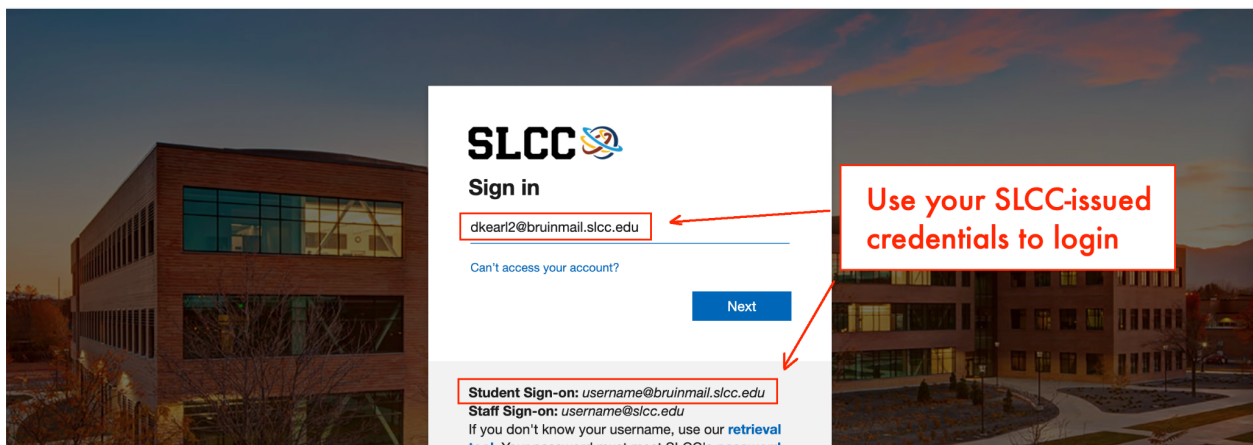 SLCC
Sign in
dkearl2@bruinmail.slcc.edu
Can't access your account?
Next
Use your SLCC-issued
credentials to login
Student Sign-on: username@bruinmail.slcc.edu
Staff Sign-on: username@slcc.edu
If you don't know your username, use our retrieval